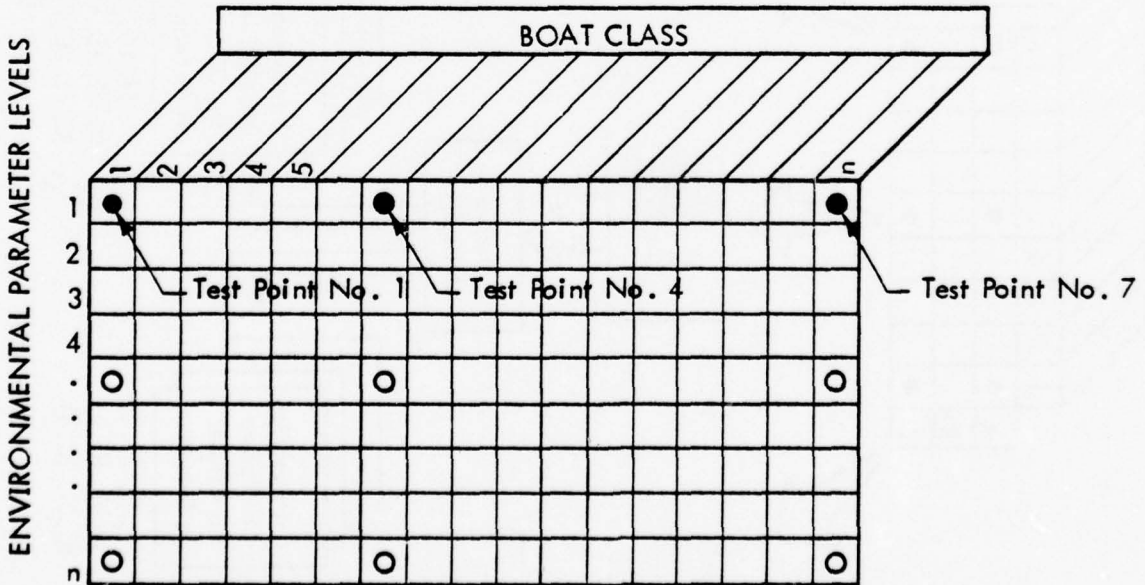 BOAT CLASS
ENVIRONMENTAL PARAMETER LEVELS
1 2 3 4 5 n
1
2
Test Point No. 1 Test Point No. 4 Test Point No. 7
3
4
.
.
.
n